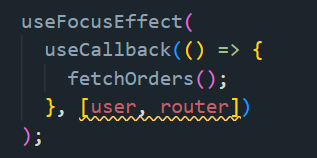 useFocusEffect(
  useCallback(() => {
    fetchOrders();
  }, [user, router])
);